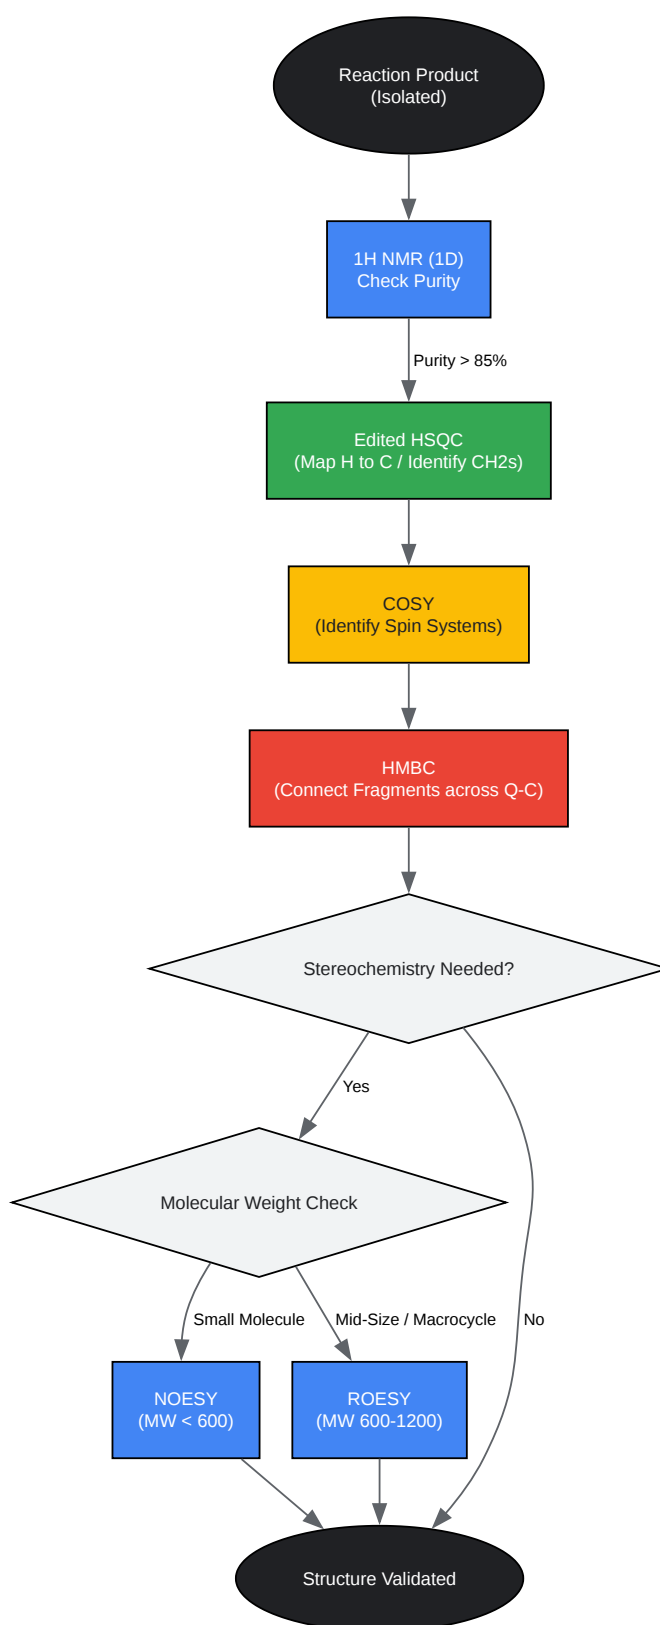 Reaction Product
(Isolated)
1H NMR (1D)
Check Purity
Purity > 85%
Edited HSQC
(Map H to C / Identify CH2s)
COSY
(Identify Spin Systems)
HMBC
(Connect Fragments across Q-C)
Stereochemistry Needed?
Yes
Molecular Weight Check
Small Molecule
Mid-Size / Macrocycle
No
NOESY
(MW < 600)
ROESY
(MW 600-1200)
Structure Validated